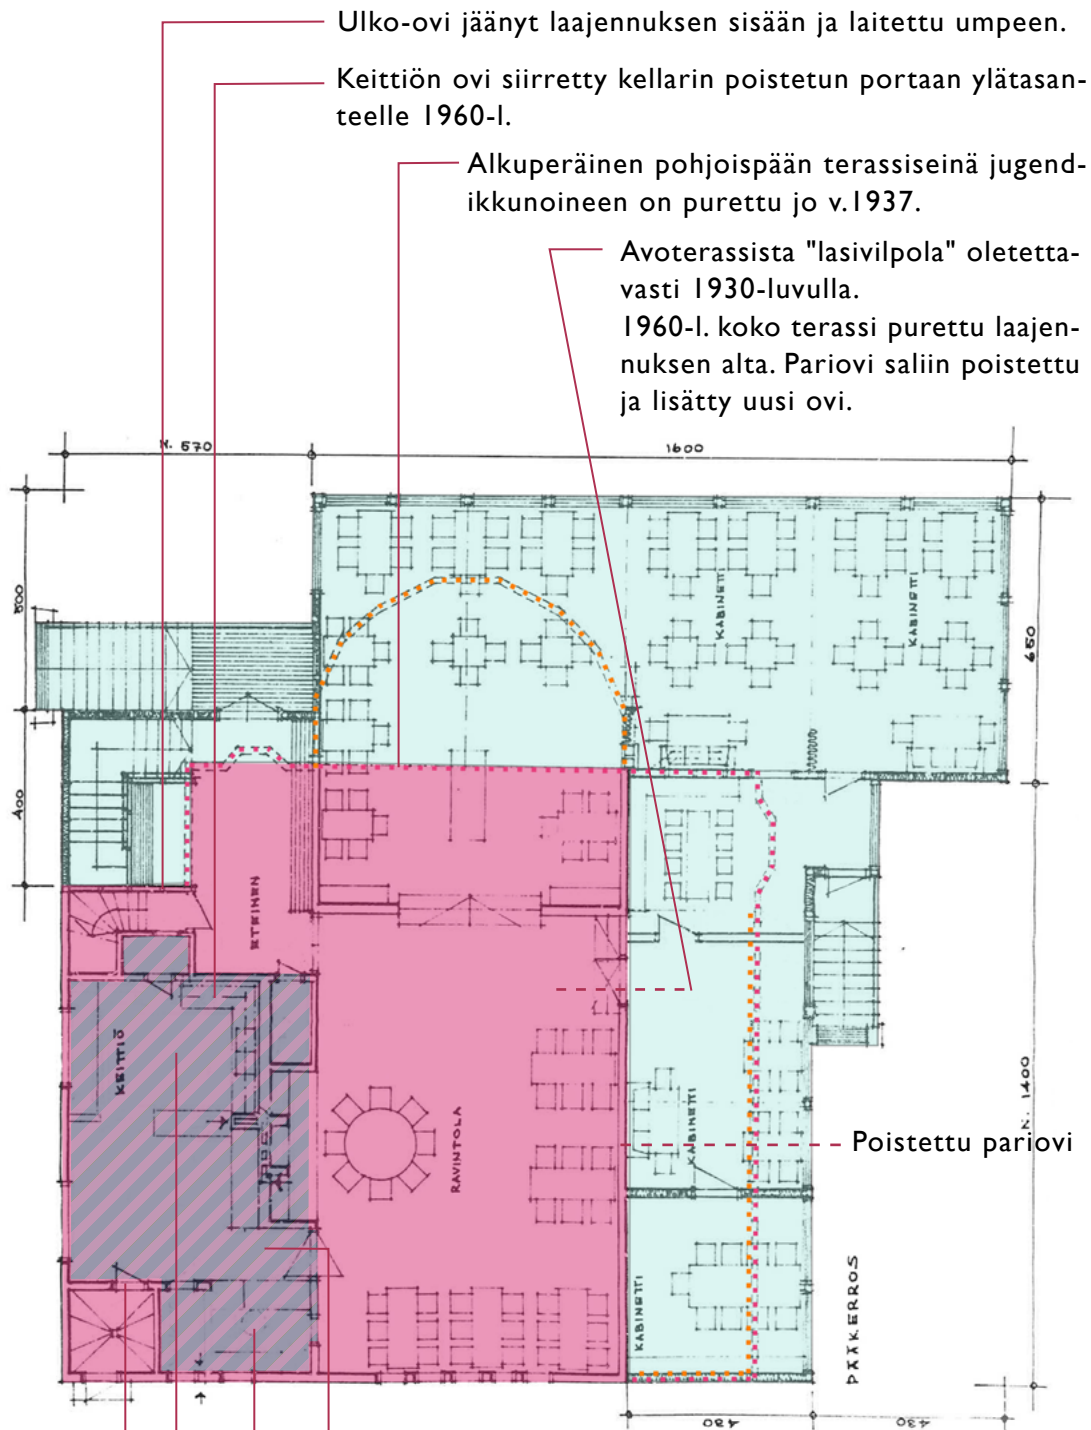 Ulko-ovi jäänyt laajennuksen sisään ja laitettu umpeen.
Keittiön ovi siirretty kellarin poistetun portaan ylätasan-
teelle 1960-l.
Alkuperäinen pohjoispään terassiseinä jugend-
ikkunoineen on purettu jo v.1937.
Avoterassista "lasivilpola" oletetta-
vasti 1930-luvulla.
1960-l. koko terassi purettu laajen-
nuksen alta. Pariovi saliin poistettu
ja lisätty uusi ovi.
N. 570
1600
KABINETTI
KABINETTI
650
400
ETEINEN
KEITTIÖ
RAVINTOLA
KABINETTI
N. 1400
Poistettu pariovi
KABINETTI
PÄÄKERROS
430